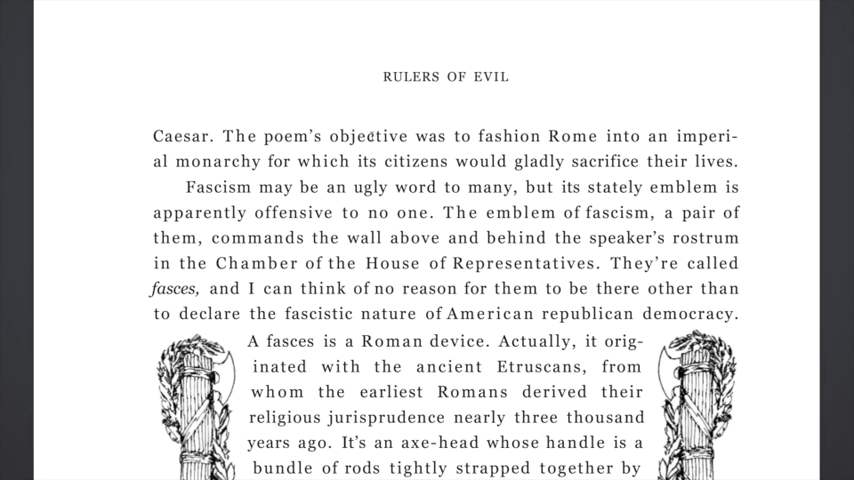 RULERS OF EVIL
Caesar. The poem's objective was to fashion Rome into an imperi-
al monarchy for which its citizens would gladly sacrifice their lives.
Fascism may be an ugly word to many, but its stately emblem is
apparently offensive to no one. The emblem of fascism, a pair of
them, commands the wall above and behind the speaker's rostrum
in the Chamber of the House of Representatives. They're called
fasces, and I can think of no reason for them to be there other than
to declare the fascistic nature of American republican democracy.
A fasces is a Roman device. Actually, it orig-
inated with the ancient Etruscans, from
whom the earliest Romans derived their
religious jurisprudence nearly three thousand
years ago. It's an axe-head whose handle is a
bundle of rods tightly strapped together by